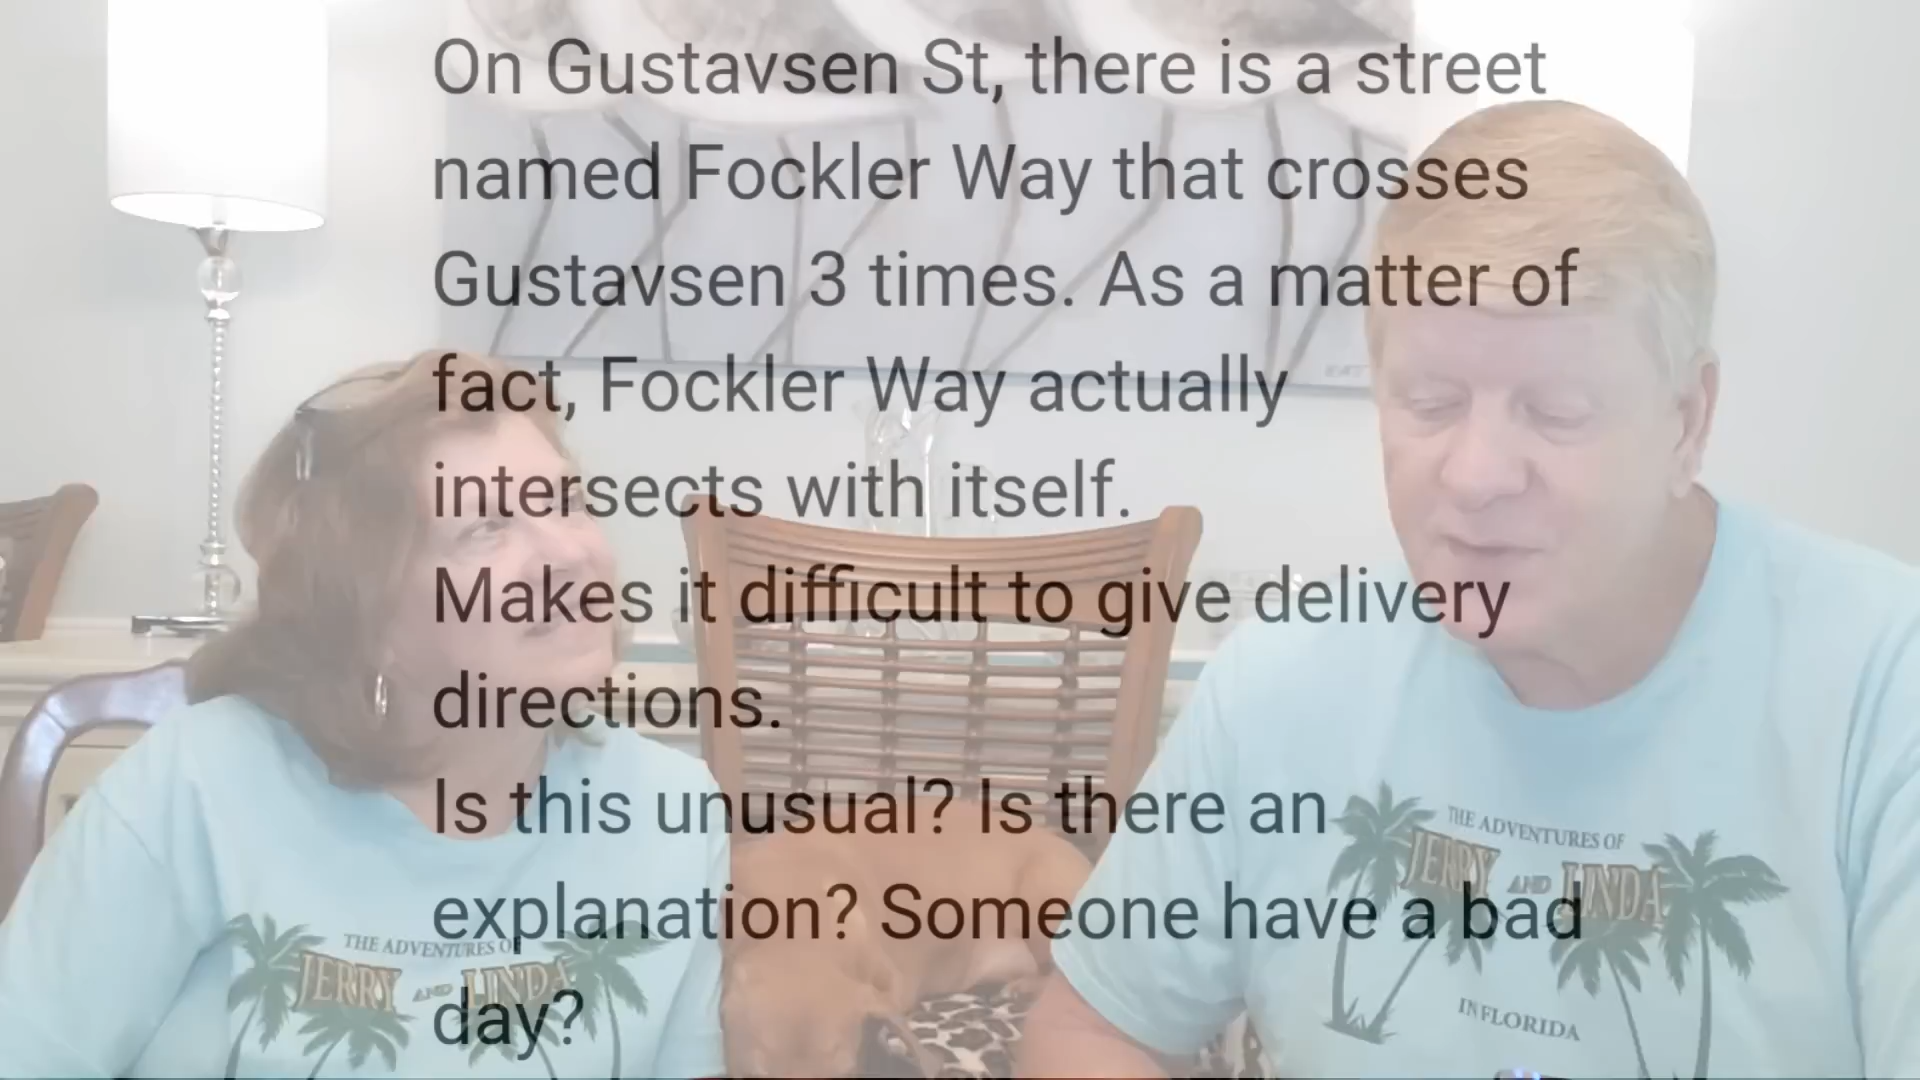 On Gustavsen St, there is a street
named Fockler Way that crosses
Gustavsen 3 times. As a matter of
fact, Fockler Way actually
intersects with itself.
Makes it difficult to give delivery
directions.
Is this unusual? Is there an
explanation? Someone have a bad
day?
THE ADVENTURES OF
JERRY AND LINDA
IN FLORIDA
THE ADVENTURES OF
JERRY AND LINDA